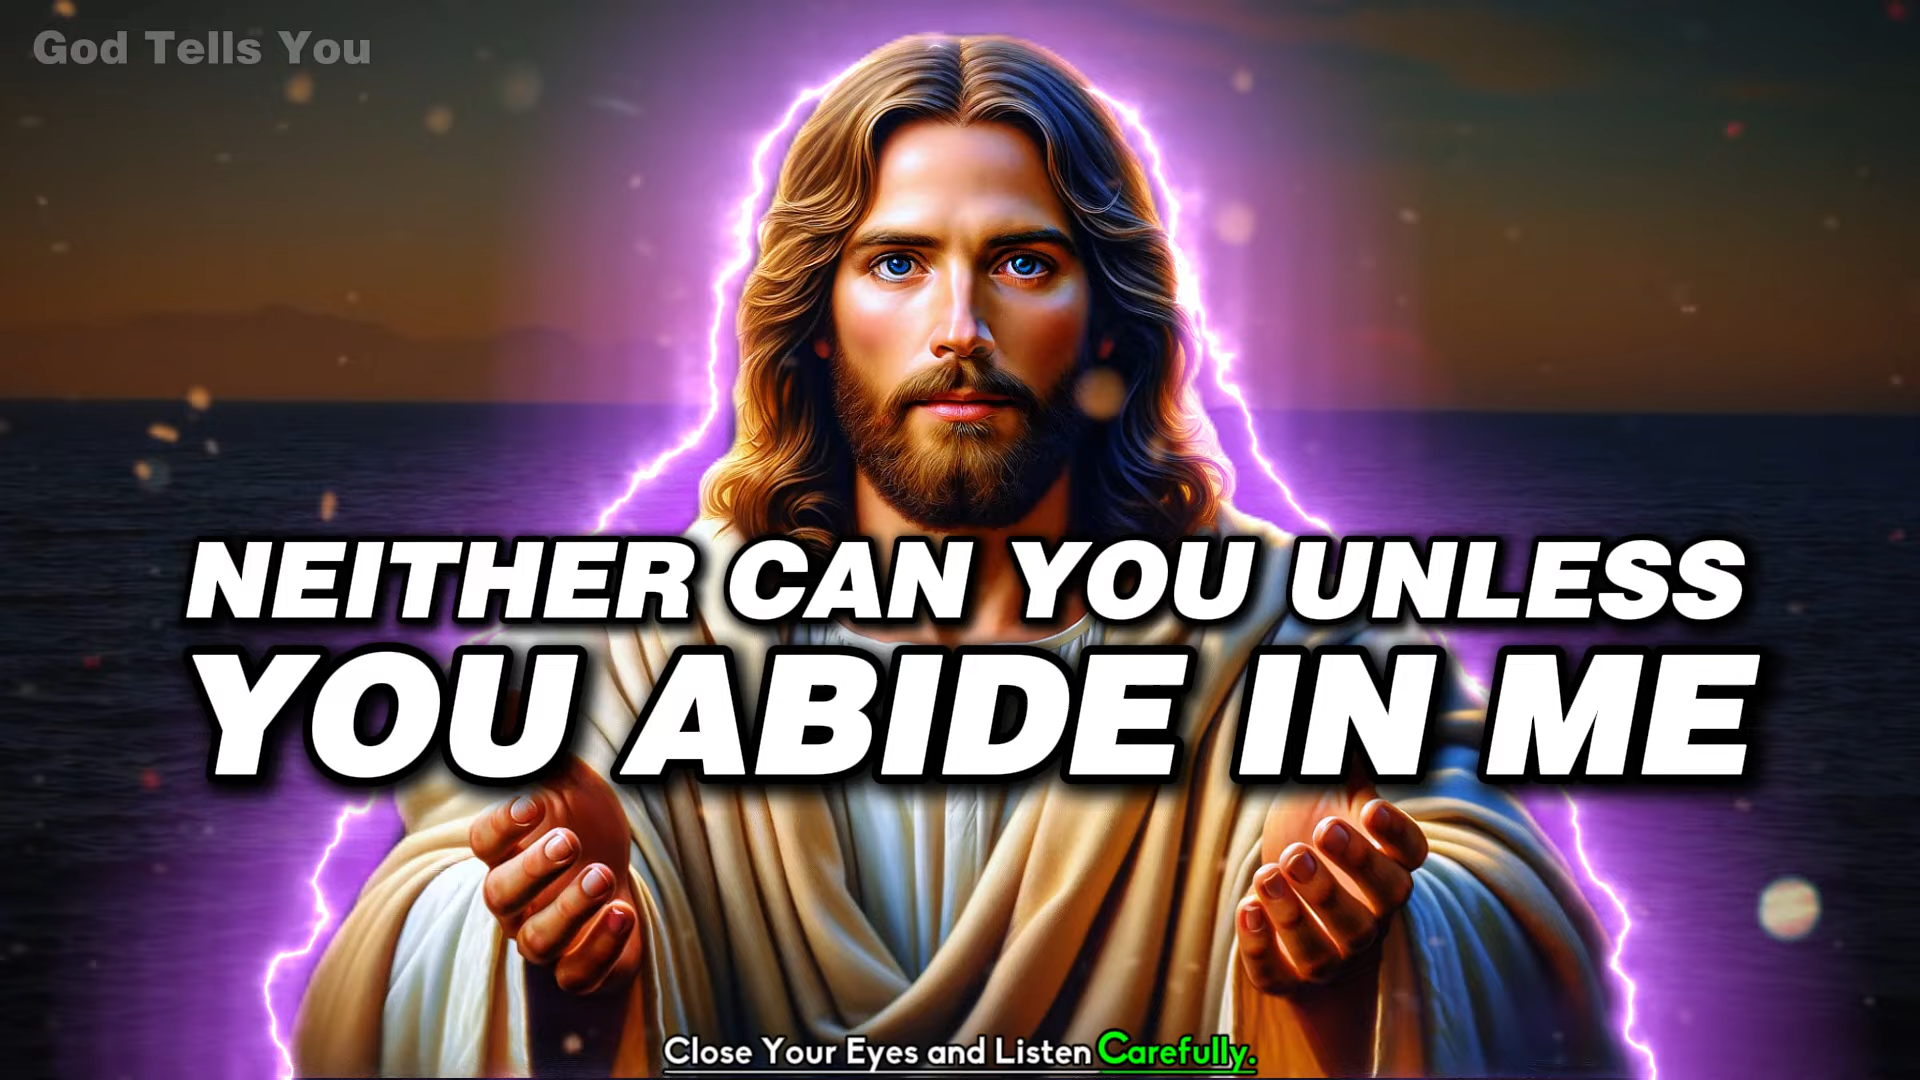 God Tells You
NEITHER CAN YOU UNLESS
YOU ABIDE IN ME
Close Your Eyes and Listen Carefully.